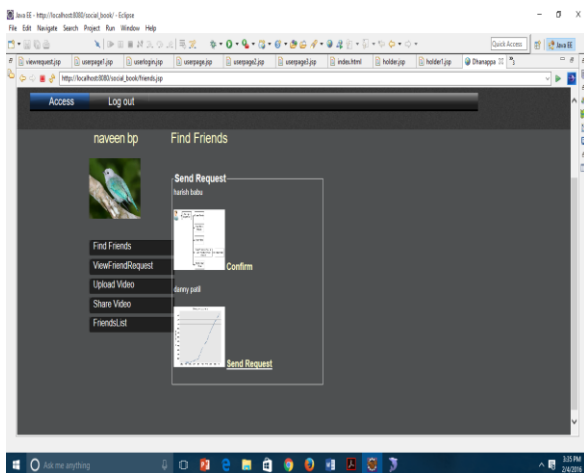 Java EE - http://localhost:8080/social_book/ - Eclipse
File Edit Navigate Search Project Run Window Help
Quick Access
Java EE
viewrequest.jsp userpage1.jsp userlogin.jsp userpage.jsp userpage2.jsp userpage3.jsp index.html holder.jsp holder1.jsp Dhanappa
http://localhost:8080/social_book/friends.jsp
Access Log out
naveen bp Find Friends
Send Request
harish babu
Confirm
Find Friends
ViewFriendRequest
Upload Video
danny patil
Share Video
FriendsList
Send Request
Ask me anything
3:35 PM
2/4/2016